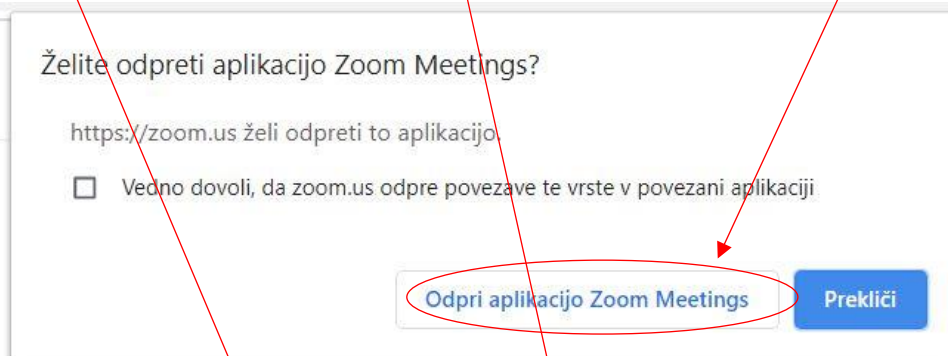 Želite odpreti aplikacijo Zoom Meetings?
https://zoom.us želi odpreti to aplikacijo.
Vedno dovoli, da zoom.us odpre povezave te vrste v povezani aplikaciji
Odpri aplikacijo Zoom Meetings
Prekliči